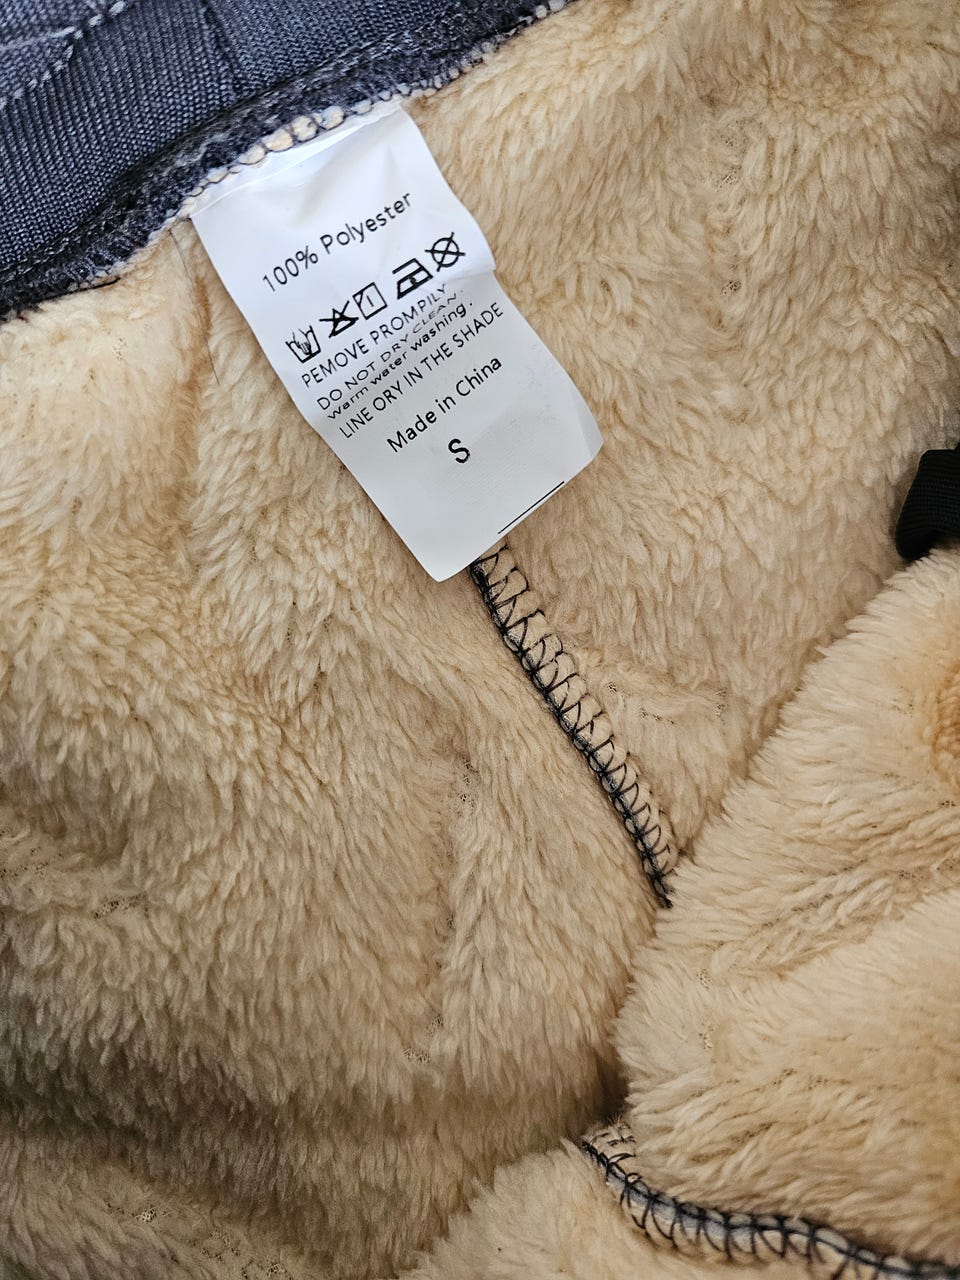 100% Polyester
PEMOVE PROMPILY
DO NOT DRY CLEAN.
warm water washing.
LINE ORY IN THE SHADE
Made in China
S